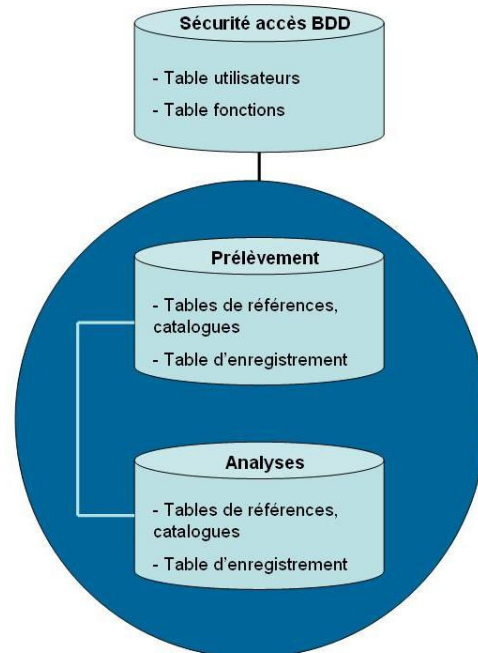 Sécurité accès BDD
- Table utilisateurs
- Table fonctions
Prélèvement
- Tables de références,
catalogues
- Table d'enregistrement
Analyses
- Tables de références,
catalogues
- Table d'enregistrement